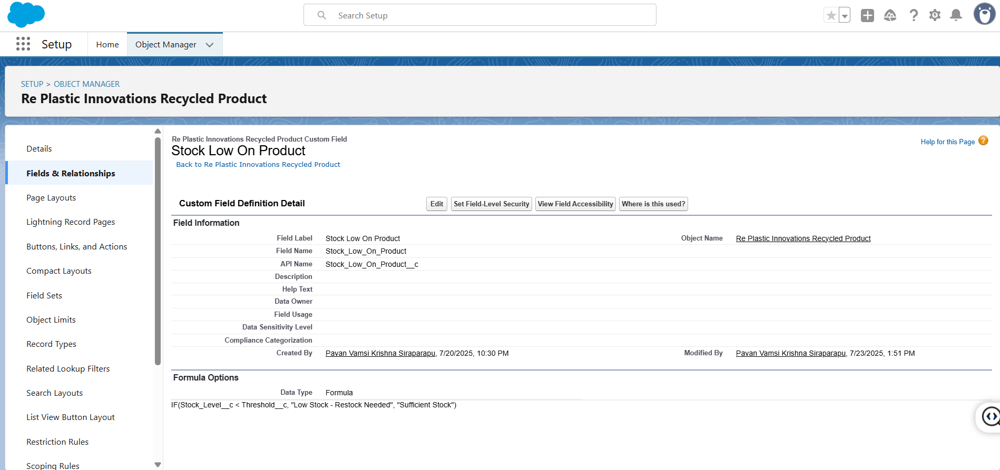 Search Setup
Setup
Home
Object Manager
SETUP > OBJECT MANAGER
Re Plastic Innovations Recycled Product
Details
Fields & Relationships
Page Layouts
Lightning Record Pages
Buttons, Links, and Actions
Compact Layouts
Field Sets
Object Limits
Record Types
Related Lookup Filters
Search Layouts
List View Button Layout
Restriction Rules
Scoping Rules
Re Plastic Innovations Recycled Product Custom Field
Stock Low On Product
Back to Re Plastic Innovations Recycled Product
Help for this Page ?
Custom Field Definition Detail
Edit
Set Field-Level Security
View Field Accessibility
Where is this used?
Field Information
Field Label Stock Low On Product
Object Name Re Plastic Innovations Recycled Product
Field Name Stock_Low_On_Product
API Name Stock_Low_On_Product__c
Description
Help Text
Data Owner
Field Usage
Data Sensitivity Level
Compliance Categorization
Created By Pavan Vamsi Krishna Siraparapu, 7/20/2025, 10:30 PM
Modified By Pavan Vamsi Krishna Siraparapu, 7/23/2025, 1:51 PM
Formula Options
Data Type Formula
IF(Stock_Level__c < Threshold__c, "Low Stock - Restock Needed", "Sufficient Stock")